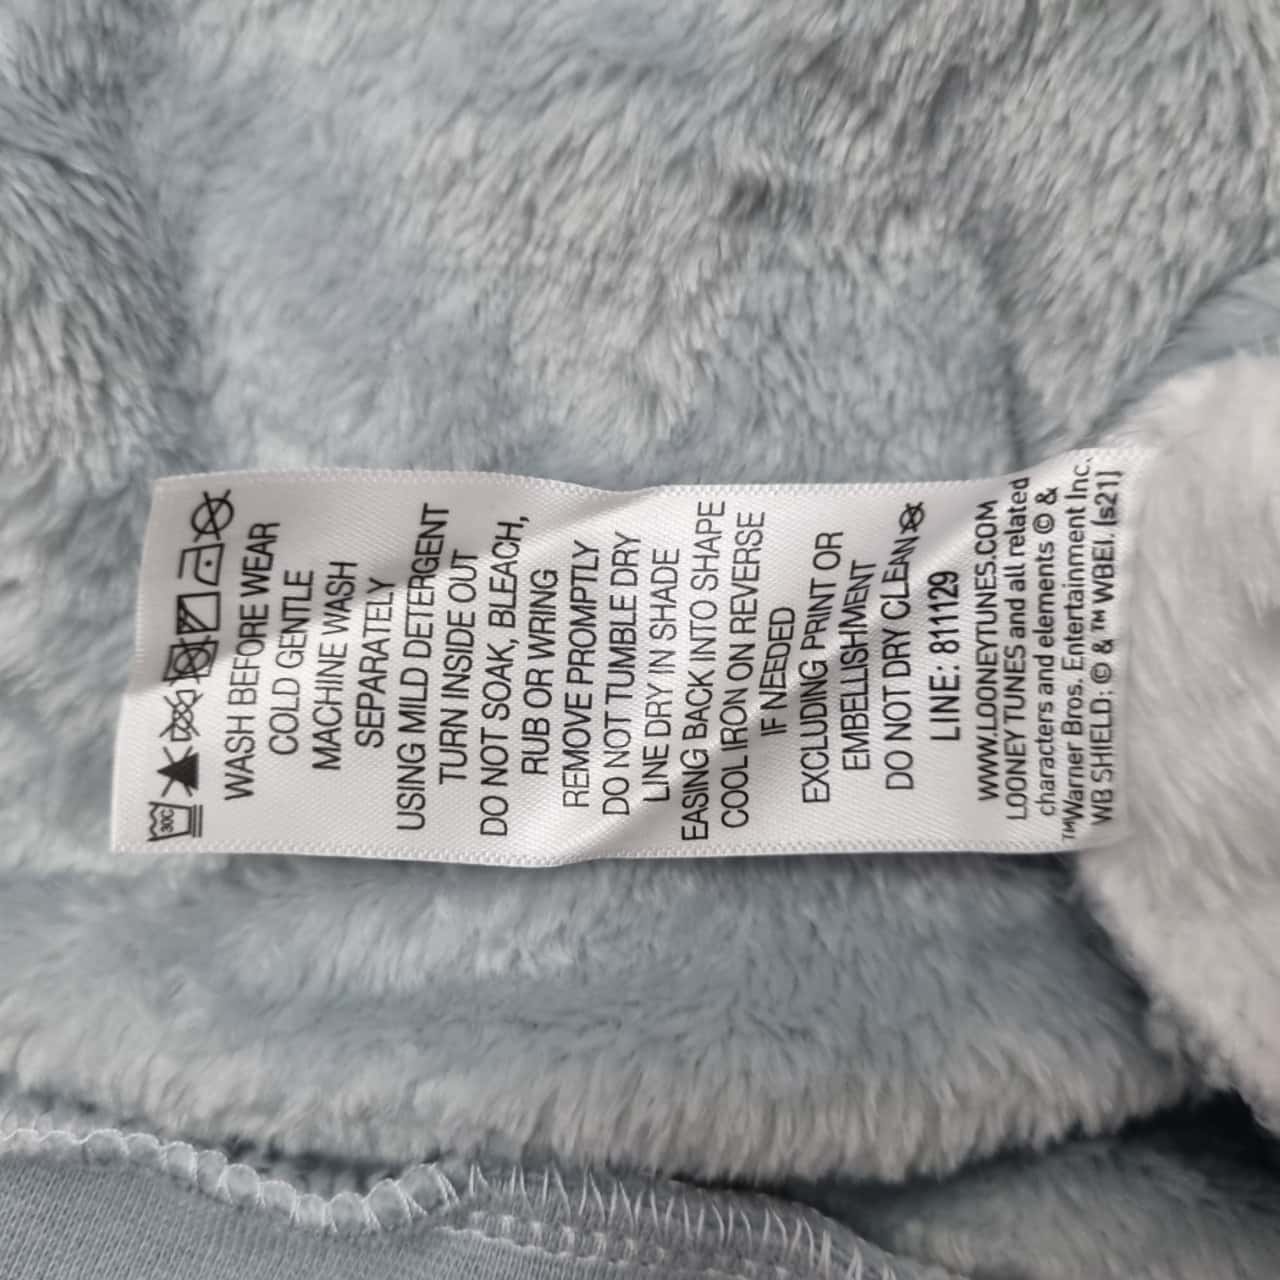 30C
WASH BEFORE WEAR
COLD GENTLE
MACHINE WASH
SEPARATELY
USING MILD DETERGENT
TURN INSIDE OUT
DO NOT SOAK, BLEACH,
RUB OR WRING
REMOVE PROMPTLY
DO NOT TUMBLE DRY
LINE DRY IN SHADE
EASING BACK INTO SHAPE
COOL IRON ON REVERSE
IF NEEDED
EXCLUDING PRINT OR
EMBELLISHMENT
DO NOT DRY CLEAN
LINE: 811129
WWW.LOONEYTUNES.COM
LOONEY TUNES and all related
characters and elements © &
™Warner Bros. Entertainment Inc.
WB SHIELD: © & ™ WBEI. (s21)